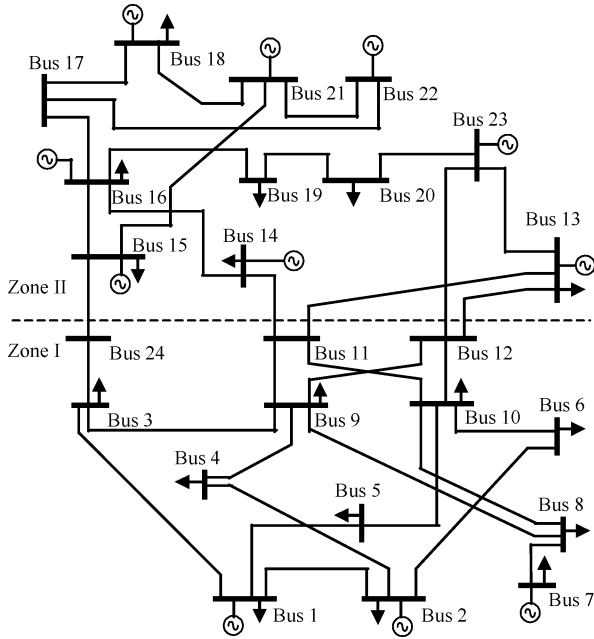 Bus 17
Bus 18
Bus 21
Bus 22
Bus 23
Bus 16
Bus 19
Bus 20
Bus 13
Bus 15
Bus 14
Zone II
Zone I
Bus 24
Bus 11
Bus 12
Bus 3
Bus 9
Bus 10
Bus 6
Bus 4
Bus 5
Bus 8
Bus 1
Bus 2
Bus 7